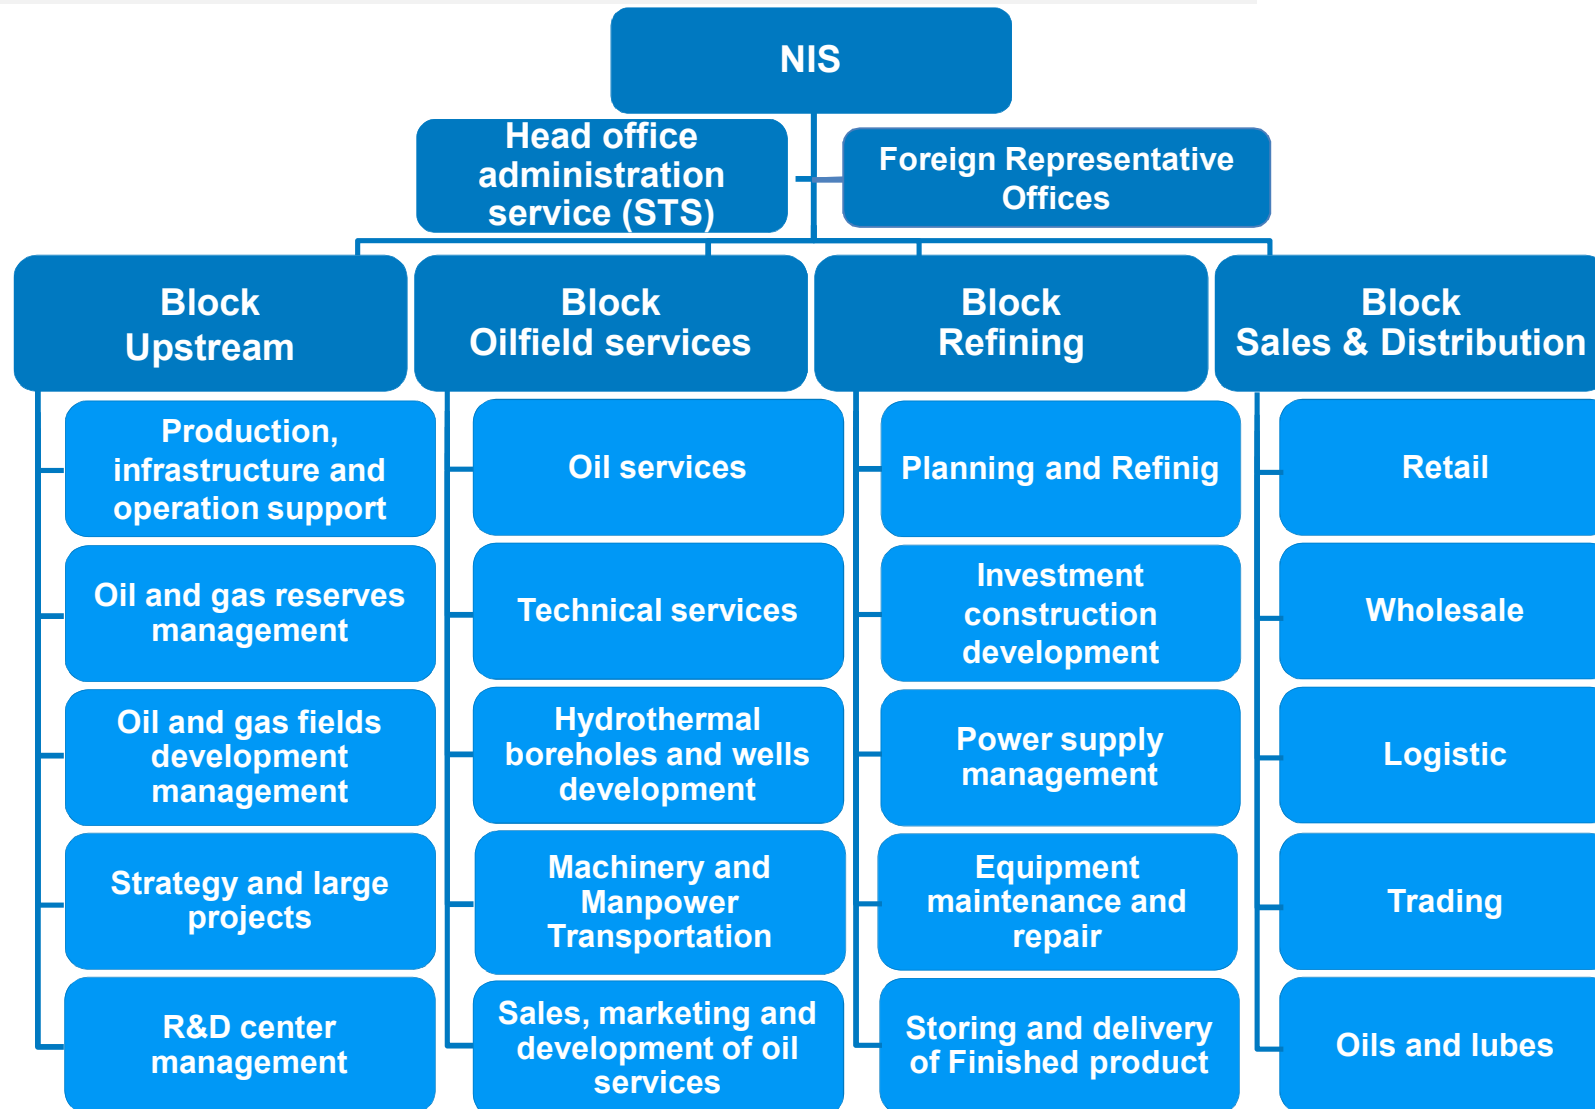 NIS
Head office
administration
service (STS)
Foreign Representative
Offices
Block
Upstream
Production,
infrastructure and
operation support
Oil and gas reserves
management
Oil and gas fields
development
management
Strategy and large
projects
R&D center
management
Block
Oilfield services
Oil services
Technical services
Hydrothermal
boreholes and wells
development
Machinery and
Manpower
Transportation
Sales, marketing and
development of oil
services
Block
Refining
Planning and Refinig
Investment
construction
development
Power supply
management
Equipment
maintenance and
repair
Storing and delivery
of Finished product
Block
Sales & Distribution
Retail
Wholesale
Logistic
Trading
Oils and lubes